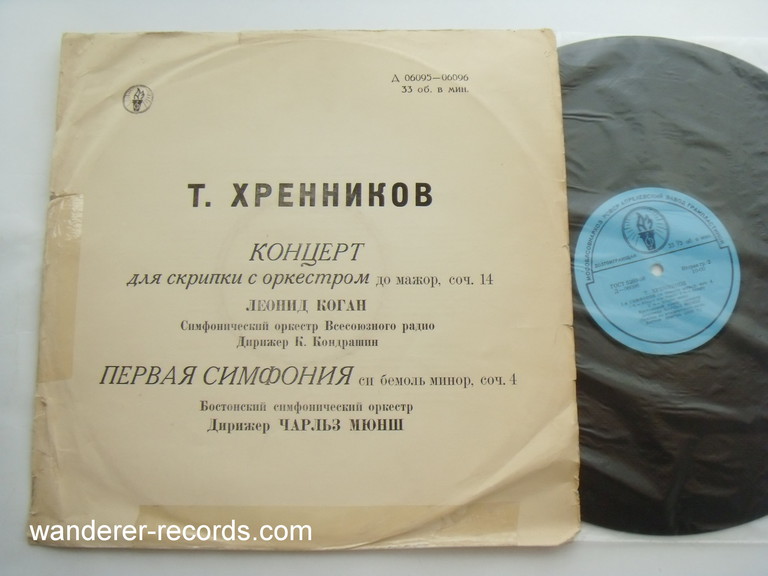 Д 06095—06096
33 об. в мин.
Т. ХРЕННИКОВ
КОНЦЕРТ
для скрипки с оркестром до мажор, соч. 14
ЛЕОНИД КОГАН
Симфонический оркестр Всесоюзного радио
Дирижер К. Кондрашин
ПЕРВАЯ СИМФОНИЯ си бемоль минор, соч. 4
Бостонский симфонический оркестр
Дирижер ЧАРЛЬЗ МЮНШ
АПРЕЛЕВСКИЙ ЗАВОД
wanderer-records.com